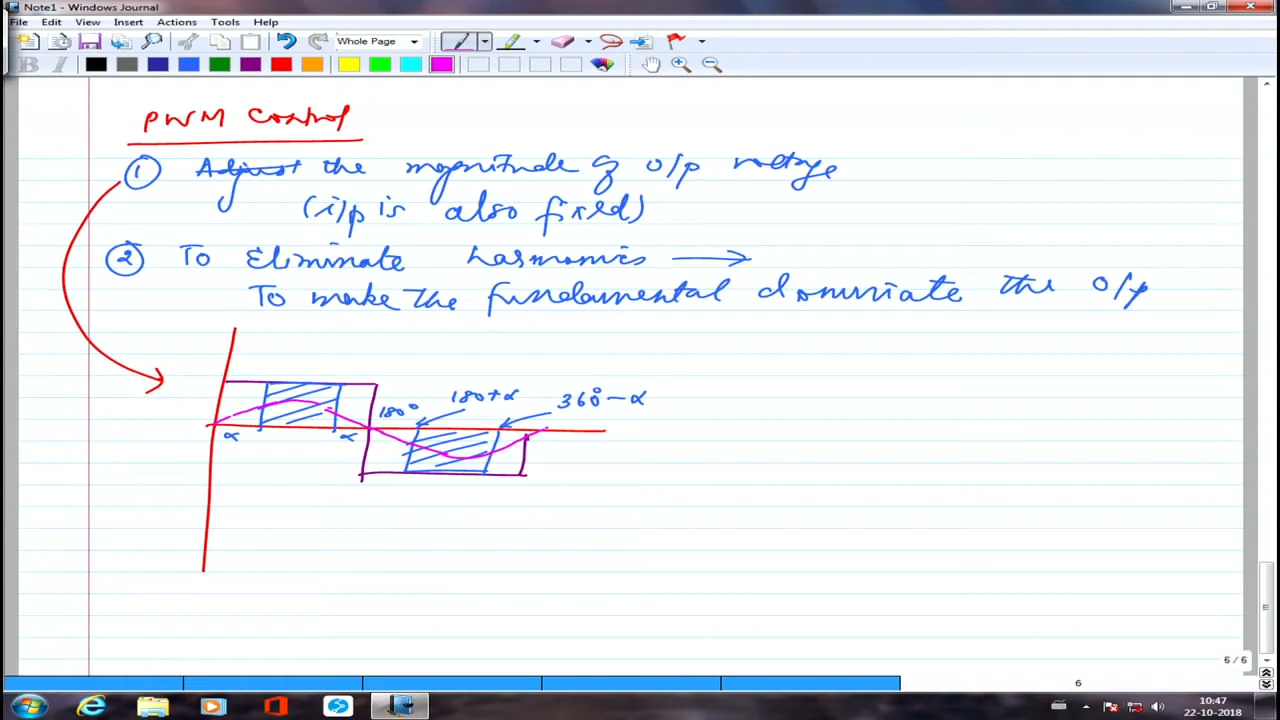 Note1 - Windows Journal
File Edit View Insert Actions Tools Help
Whole Page
B I
PWM Control
① Adjust the magnitude of o/p voltage
(i/p is also fixed)
② To Eliminate harmonics →
To make the fundamental dominate the o/p
180° 180+α 360°-α
α α
6 / 6
6
10:47
22-10-2018